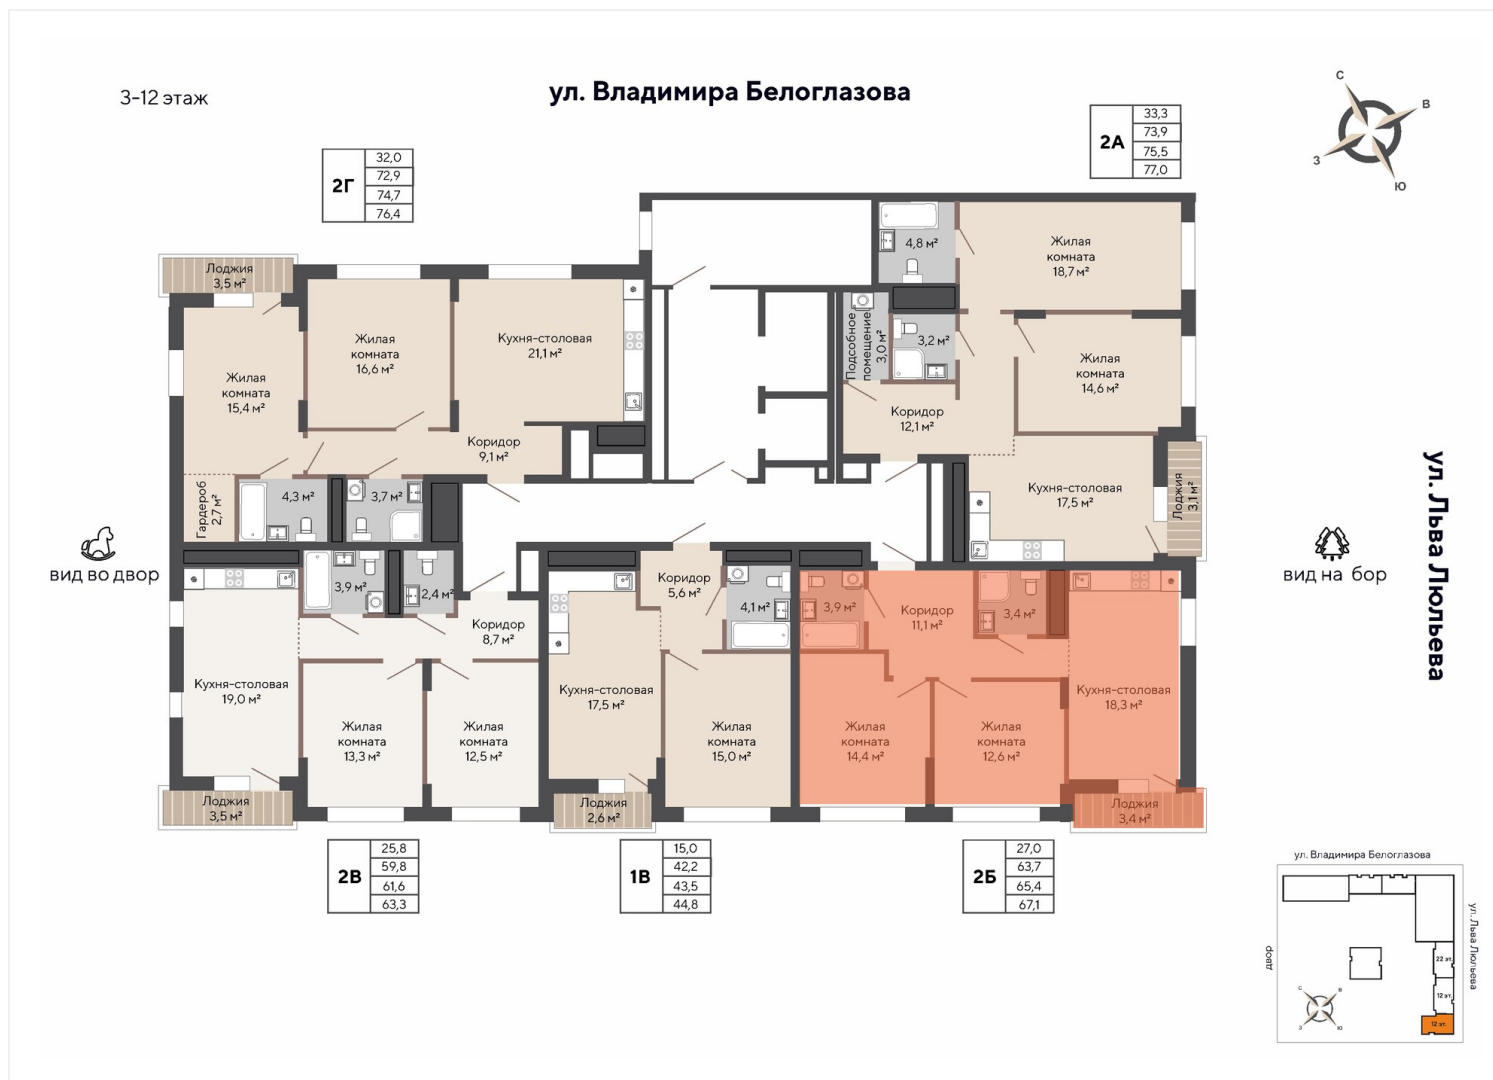 3-12 этаж
ул. Владимира Белоглазова
С
В
З
Ю
2Г
32,0
72,9
74,7
76,4
2А
33,3
73,9
75,5
77,0
Лоджия
3,5 м²
Жилая
комната
15,4 м²
Жилая
комната
16,6 м²
Кухня-столовая
21,1 м²
Коридор
9,1 м²
Гардероб
2,7 м²
4,3 м²
3,7 м²
4,8 м²
Жилая
комната
18,7 м²
Подсобное
помещение
3,0 м²
3,2 м²
Жилая
комната
14,6 м²
Коридор
12,1 м²
Кухня-столовая
17,5 м²
Лоджия
3,1 м²
ул. Льва Люльева
вид во двор
вид на бор
3,9 м²
2,4 м²
Коридор
8,7 м²
Кухня-столовая
19,0 м²
Жилая
комната
13,3 м²
Жилая
комната
12,5 м²
Лоджия
3,5 м²
Коридор
5,6 м²
4,1 м²
Кухня-столовая
17,5 м²
Жилая
комната
15,0 м²
Лоджия
2,6 м²
3,9 м²
Коридор
11,1 м²
3,4 м²
Кухня-столовая
18,3 м²
Жилая
комната
14,4 м²
Жилая
комната
12,6 м²
Лоджия
3,4 м²
2В
25,8
59,8
61,6
63,3
1В
15,0
42,2
43,5
44,8
2Б
27,0
63,7
65,4
67,1
ул. Владимира Белоглазова
двор
ул. Льва Люльева
22 эт.
12 эт.
12 эт.
С
В
З
Ю